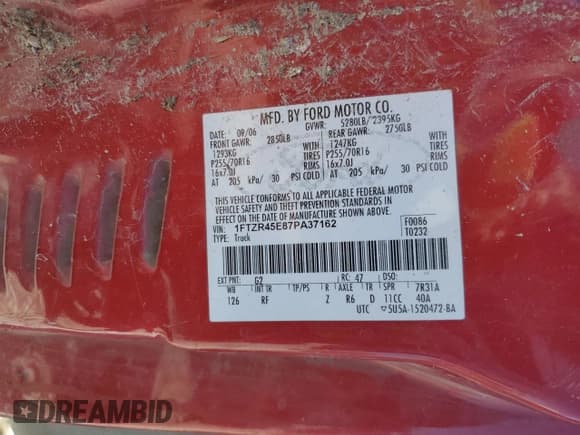 MFD. BY FORD MOTOR CO.
DATE: 09/06 GVWR: 5280LB/2395KG
FRONT GAWR: 2850LB REAR GAWR: 2750LB
1293KG WITH 1247KG WITH
P255/70R16 TIRES P255/70R16 TIRES
16x7.0J RIMS 16x7.0J RIMS
AT 205 kPa/ 30 PSI COLD AT 205 kPa/ 30 PSI COLD
THIS VEHICLE CONFORMS TO ALL APPLICABLE FEDERAL MOTOR
VEHICLE SAFETY AND THEFT PREVENTION STANDARDS IN
EFFECT ON THE DATE OF MANUFACTURE SHOWN ABOVE.
VIN: 1FTZR45E87PA37162 F0086
TYPE: Truck T0232
EXT PNT: G2 RC: 47 DSO:
WB INT TR TP/PS R AXLE TR SPR 7R31A
126 RF Z R6 D 11CC 40A
UTC ▽5U5A-1520472-BA
DREAMBID